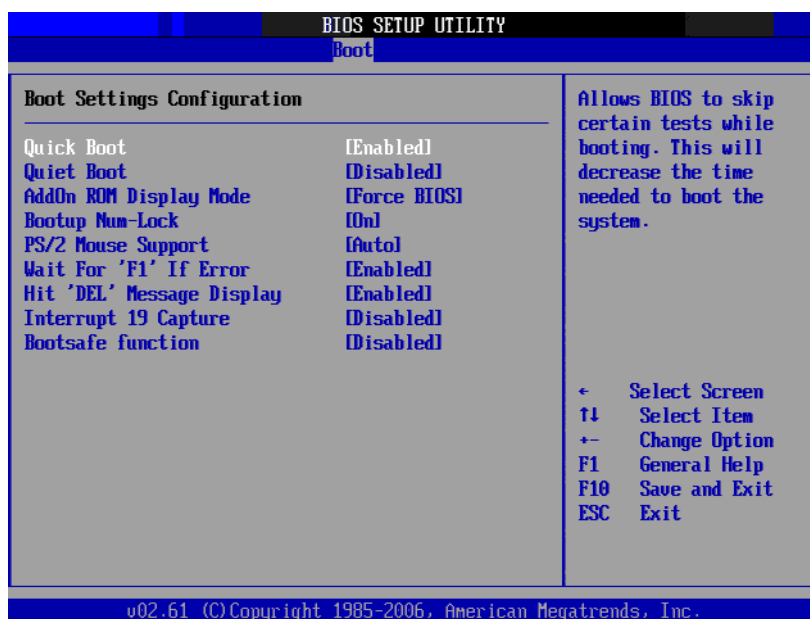 BIOS SETUP UTILITY
Boot
Boot Settings Configuration
Quick Boot [Enabled]
Quiet Boot [Disabled]
AddOn ROM Display Mode [Force BIOS]
Bootup Num-Lock [On]
PS/2 Mouse Support [Auto]
Wait For 'F1' If Error [Enabled]
Hit 'DEL' Message Display [Enabled]
Interrupt 19 Capture [Disabled]
Bootsafe function [Disabled]
Allows BIOS to skip
certain tests while
booting. This will
decrease the time
needed to boot the
system.
← Select Screen
↑↓ Select Item
+- Change Option
F1 General Help
F10 Save and Exit
ESC Exit
v02.61 (C)Copyright 1985-2006, American Megatrends, Inc.